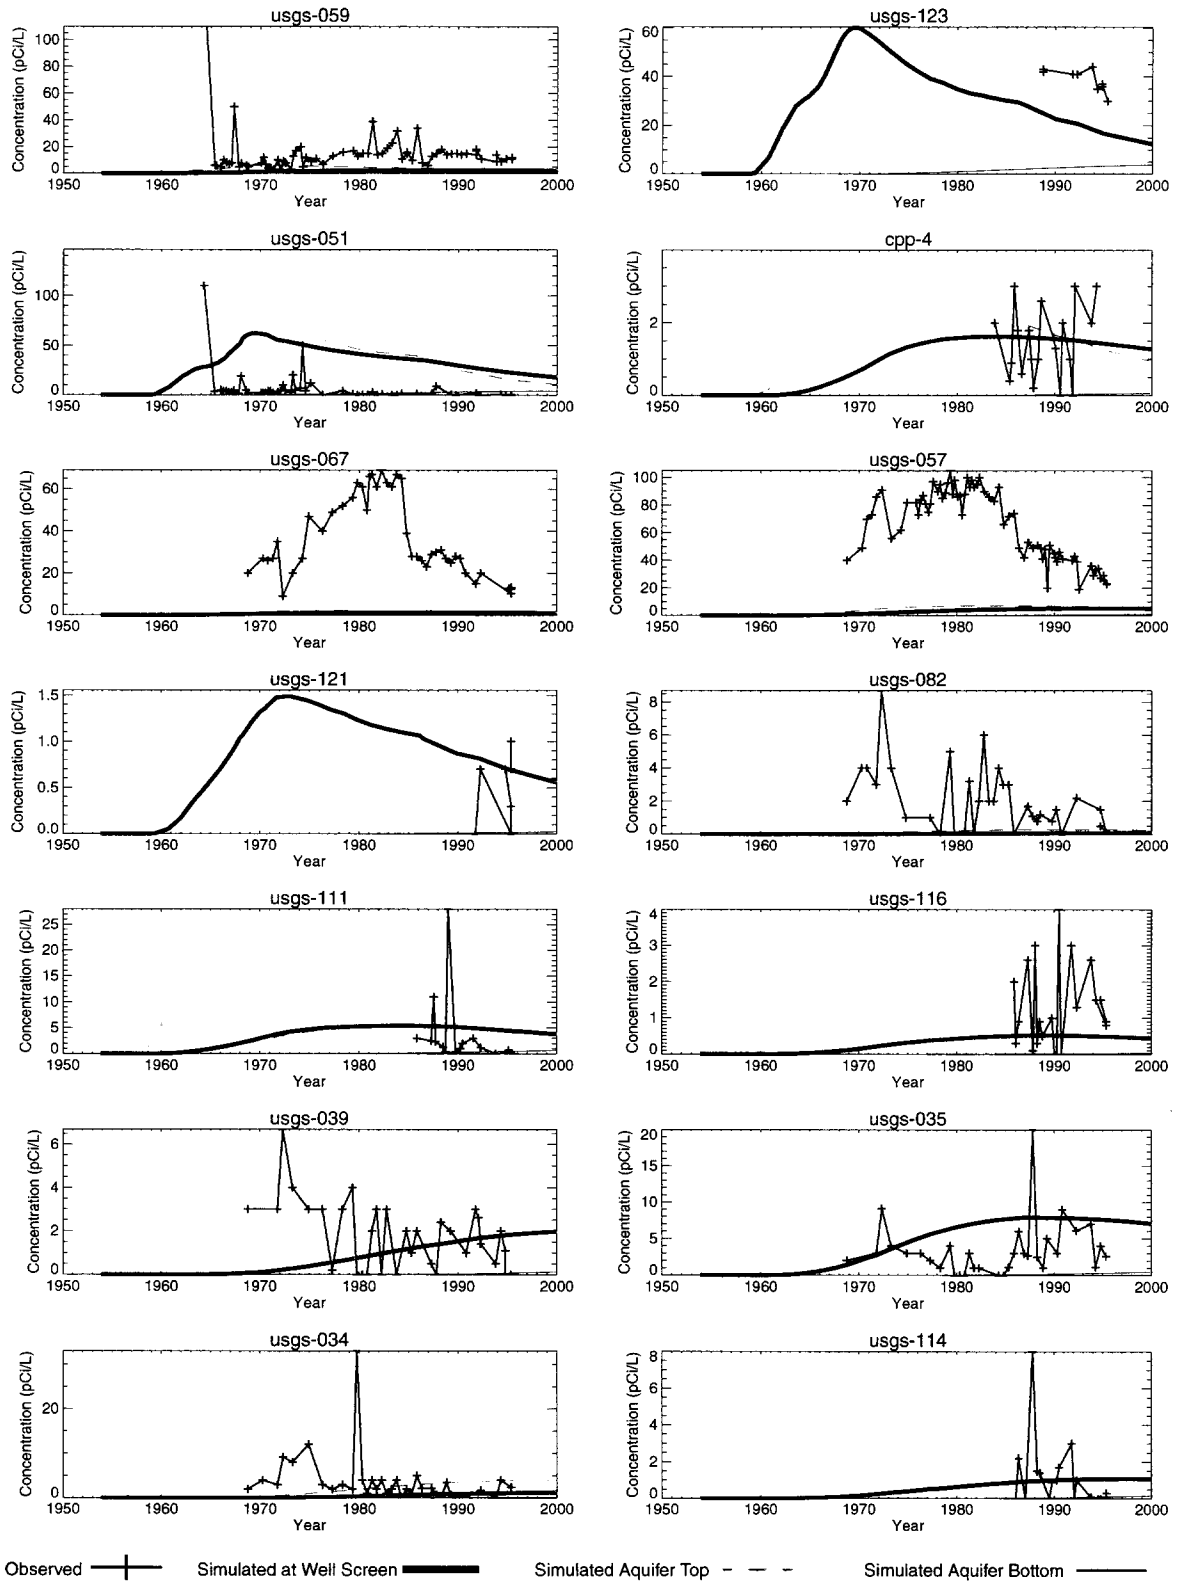 usgs-059
Concentration (pCi/L)
100
80
60
40
20
0
1950 1960 1970 1980 1990 2000
Year
usgs-123
Concentration (pCi/L)
60
40
20
0
1950 1960 1970 1980 1990 2000
Year
usgs-051
Concentration (pCi/L)
100
50
0
1950 1960 1970 1980 1990 2000
Year
cpp-4
Concentration (pCi/L)
2
0
1950 1960 1970 1980 1990 2000
Year
usgs-067
Concentration (pCi/L)
60
40
20
0
1950 1960 1970 1980 1990 2000
Year
usgs-057
Concentration (pCi/L)
100
80
60
40
20
0
1950 1960 1970 1980 1990 2000
Year
usgs-121
Concentration (pCi/L)
1.5
1.0
0.5
0.0
1950 1960 1970 1980 1990 2000
Year
usgs-082
Concentration (pCi/L)
8
6
4
2
0
1950 1960 1970 1980 1990 2000
Year
usgs-111
Concentration (pCi/L)
25
20
15
10
5
0
1950 1960 1970 1980 1990 2000
Year
usgs-116
Concentration (pCi/L)
4
3
2
1
0
1950 1960 1970 1980 1990 2000
Year
usgs-039
Concentration (pCi/L)
6
4
2
0
1950 1960 1970 1980 1990 2000
Year
usgs-035
Concentration (pCi/L)
20
15
10
5
0
1950 1960 1970 1980 1990 2000
Year
usgs-034
Concentration (pCi/L)
20
0
1950 1960 1970 1980 1990 2000
Year
usgs-114
Concentration (pCi/L)
8
6
4
2
0
1950 1960 1970 1980 1990 2000
Year
Observed Simulated at Well Screen Simulated Aquifer Top Simulated Aquifer Bottom